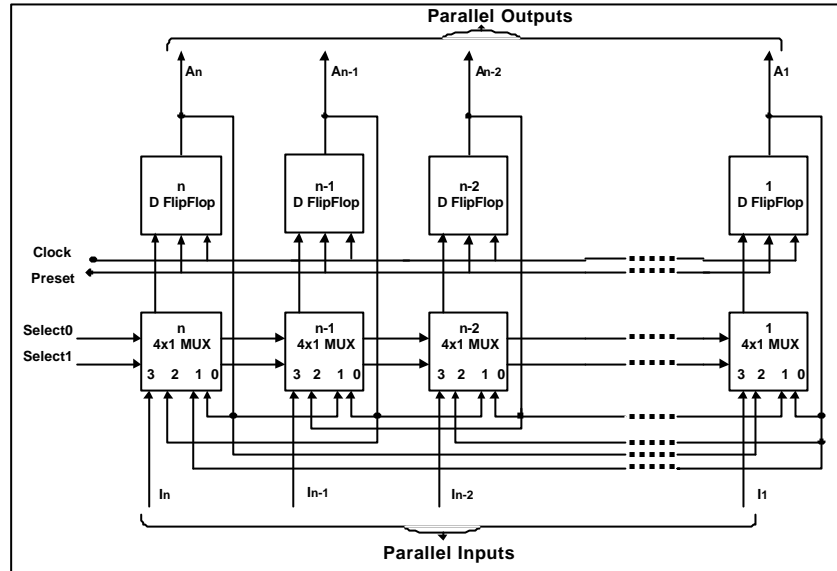 Parallel Outputs
An An-1 An-2 A1
n n-1 n-2 1
D FlipFlop D FlipFlop D FlipFlop D FlipFlop
Clock
Preset
Select0
Select1
n n-1 n-2 1
4x1 MUX 4x1 MUX 4x1 MUX 4x1 MUX
3 2 1 0 3 2 1 0 3 2 1 0 3 2 1 0
In In-1 In-2 I1
Parallel Inputs